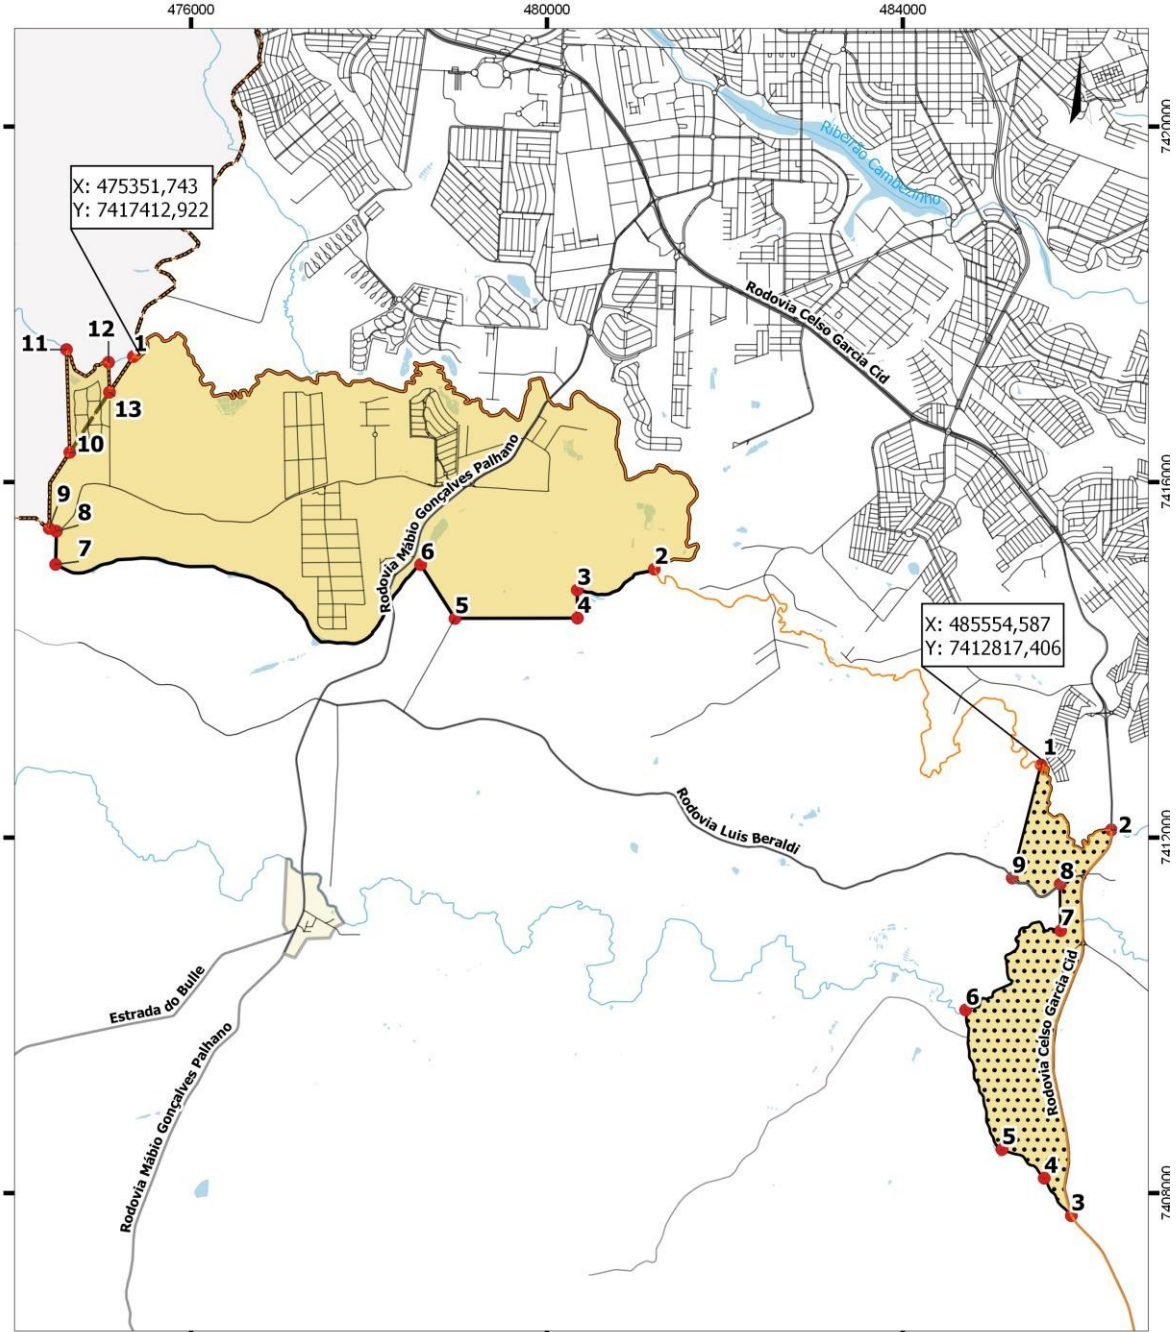 476000
480000
484000
7420000
Ribeirão Cambezinho
X: 475351,743
Y: 7417412,922
Rodovia Celso Garcia Cid
12
1
11
13
10
Rodovia Mábio Gonçalves Palhano
7416000
9
8
7
6
2
3
5
4
X: 485554,587
Y: 7412817,406
1
Rodovia Luis Beraldi
2
7412000
9
8
7
Rodovia Celso Garcia Cid
Estrada do Bulle
6
Rodovia Mábio Gonçalves Palhano
5
4
7408000
3